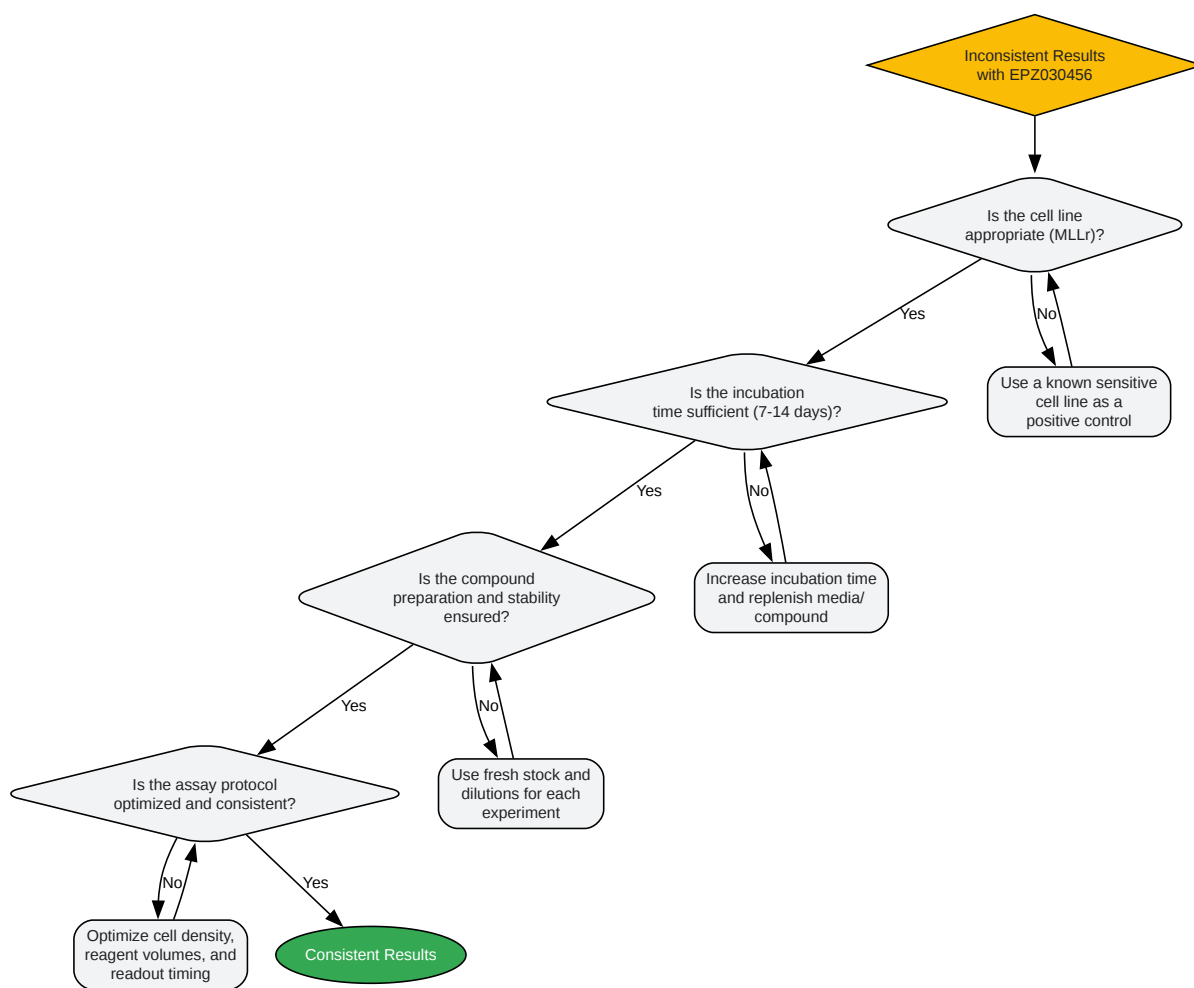 Inconsistent Results
with EPZ030456
Is the cell line
appropriate (MLLr)?
Yes
No
Use a known sensitive
cell line as a
positive control
Is the incubation
time sufficient (7-14 days)?
Yes
No
Increase incubation time
and replenish media/
compound
Is the compound
preparation and stability
ensured?
Yes
No
Use fresh stock and
dilutions for each
experiment
Is the assay protocol
optimized and consistent?
No
Yes
Optimize cell density,
reagent volumes, and
readout timing
Consistent Results